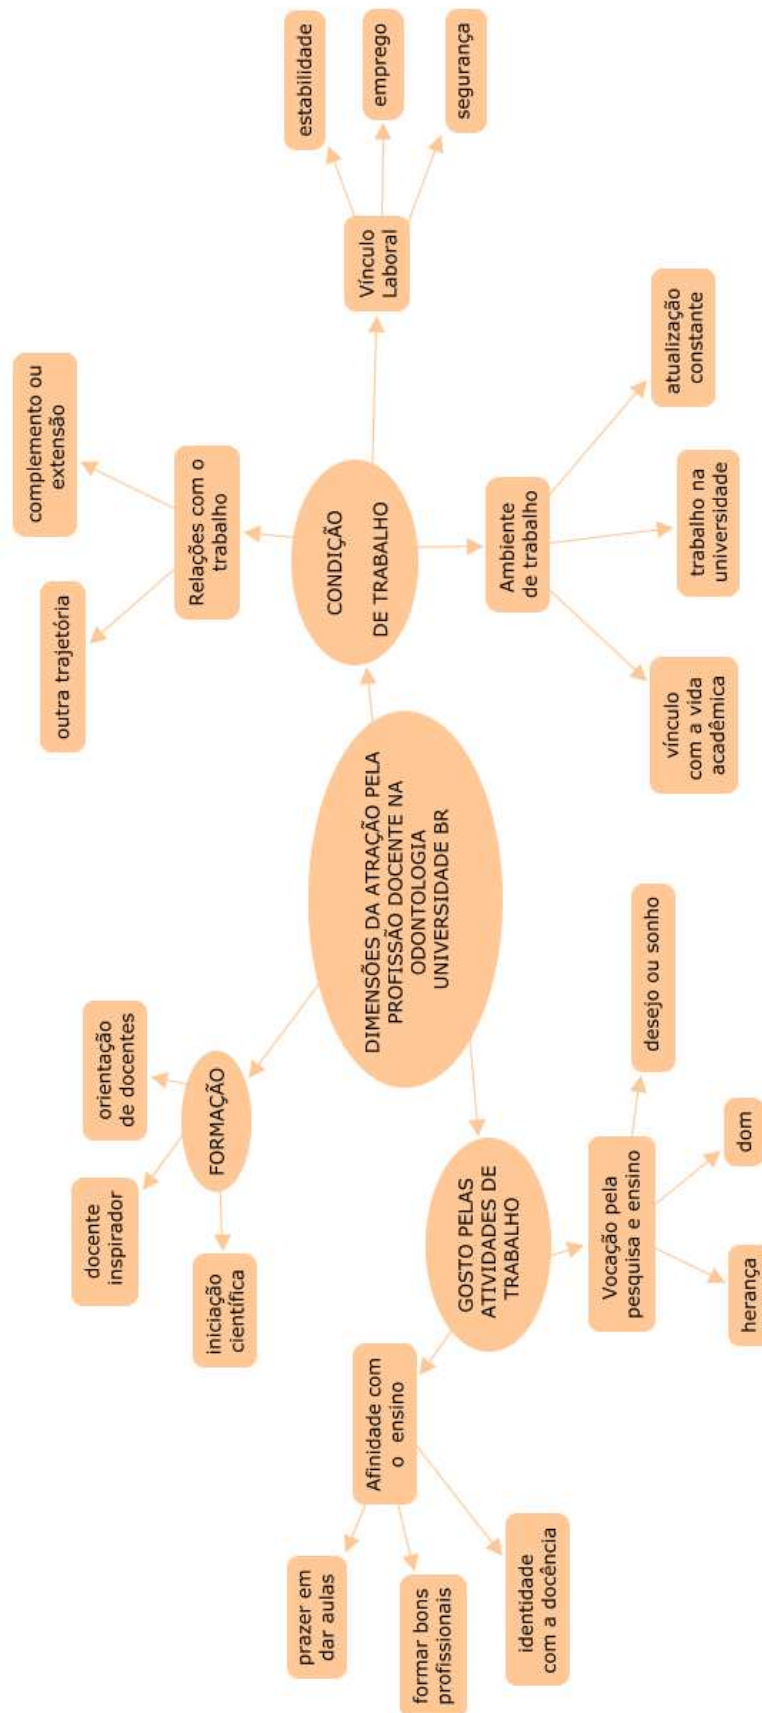 complemento ou
extensão
outra trajetória
Relações com o
trabalho
estabilidade
emprego
segurança
Vínculo
Laboral
CONDIÇÃO
DE TRABALHO
Ambiente
de trabalho
vínculo
com a vida
acadêmica
trabalho na
universidade
atualização
constante
DIMENSÕES DA ATRAÇÃO PELA
PROFISSÃO DOCENTE NA
ODONTOLOGIA
UNIVERSIDADE BR
docente
inspirador
orientação
de docentes
iniciação
científica
FORMAÇÃO
GOSTO PELAS
ATIVIDADES DE
TRABALHO
Afinidade com
o ensino
prazer em
dar aulas
formar bons
profissionais
identidade
com a docência
Vocação pela
pesquisa e ensino
herança
dom
desejo ou sonho